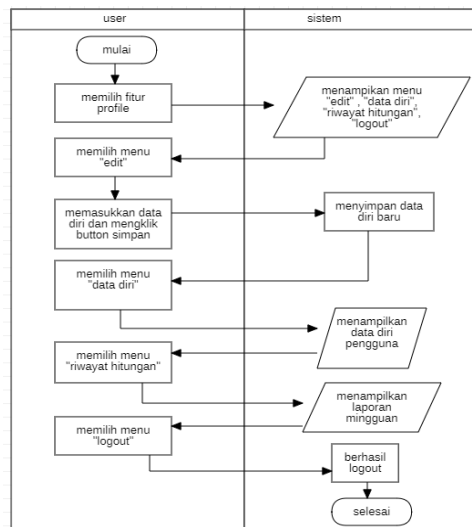 user
sistem
mulai
memilih fitur
profile
menampikan menu
"edit" , "data diri",
"riwayat hitungan",
"logout"
memilih menu
"edit"
memasukkan data
diri dan mengklik
button simpan
menyimpan data
diri baru
memilih menu
"data diri"
menampilkan
data diri
pengguna
memilih menu
"riwayat hitungan"
menampilkan
laporan
mingguan
memilih menu
"logout"
berhasil
logout
selesai